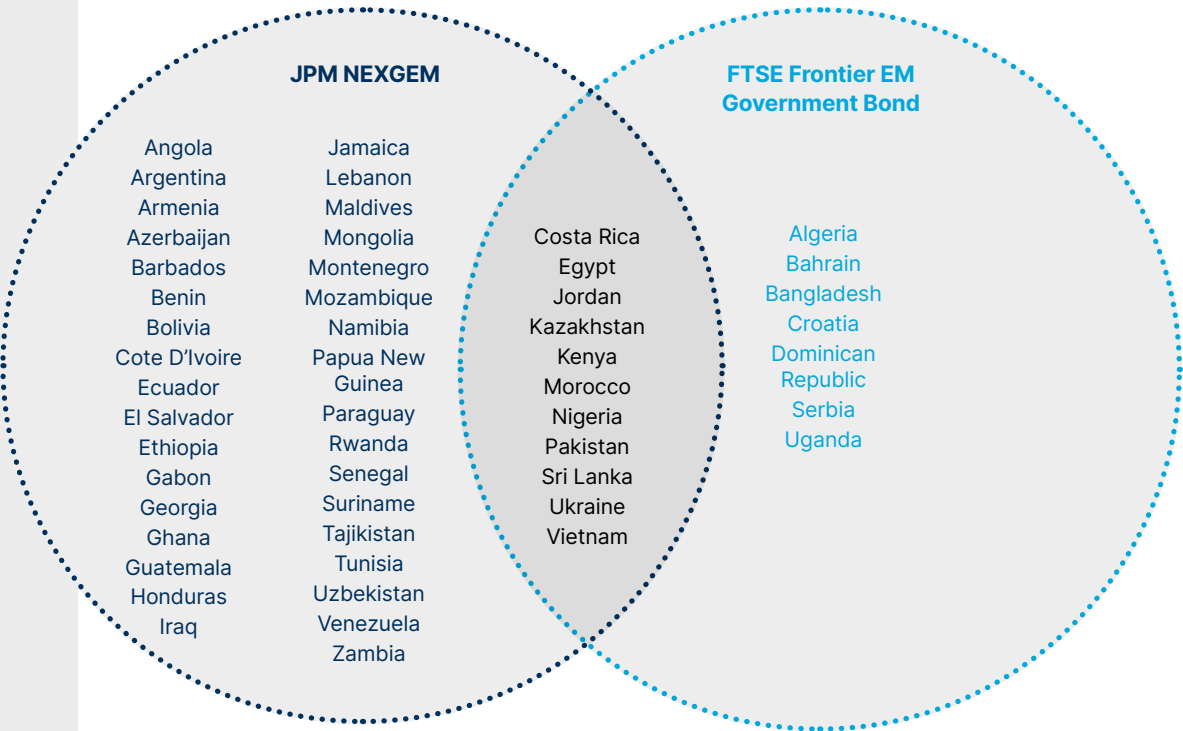 JPM NEXGEM
Angola
Argentina
Armenia
Azerbaijan
Barbados
Benin
Bolivia
Cote D’Ivoire
Ecuador
El Salvador
Ethiopia
Gabon
Georgia
Ghana
Guatemala
Honduras
Iraq
Jamaica
Lebanon
Maldives
Mongolia
Montenegro
Mozambique
Namibia
Papua New
Guinea
Paraguay
Rwanda
Senegal
Suriname
Tajikistan
Tunisia
Uzbekistan
Venezuela
Zambia
Costa Rica
Egypt
Jordan
Kazakhstan
Kenya
Morocco
Nigeria
Pakistan
Sri Lanka
Ukraine
Vietnam
FTSE Frontier EM
Government Bond
Algeria
Bahrain
Bangladesh
Croatia
Dominican
Republic
Serbia
Uganda